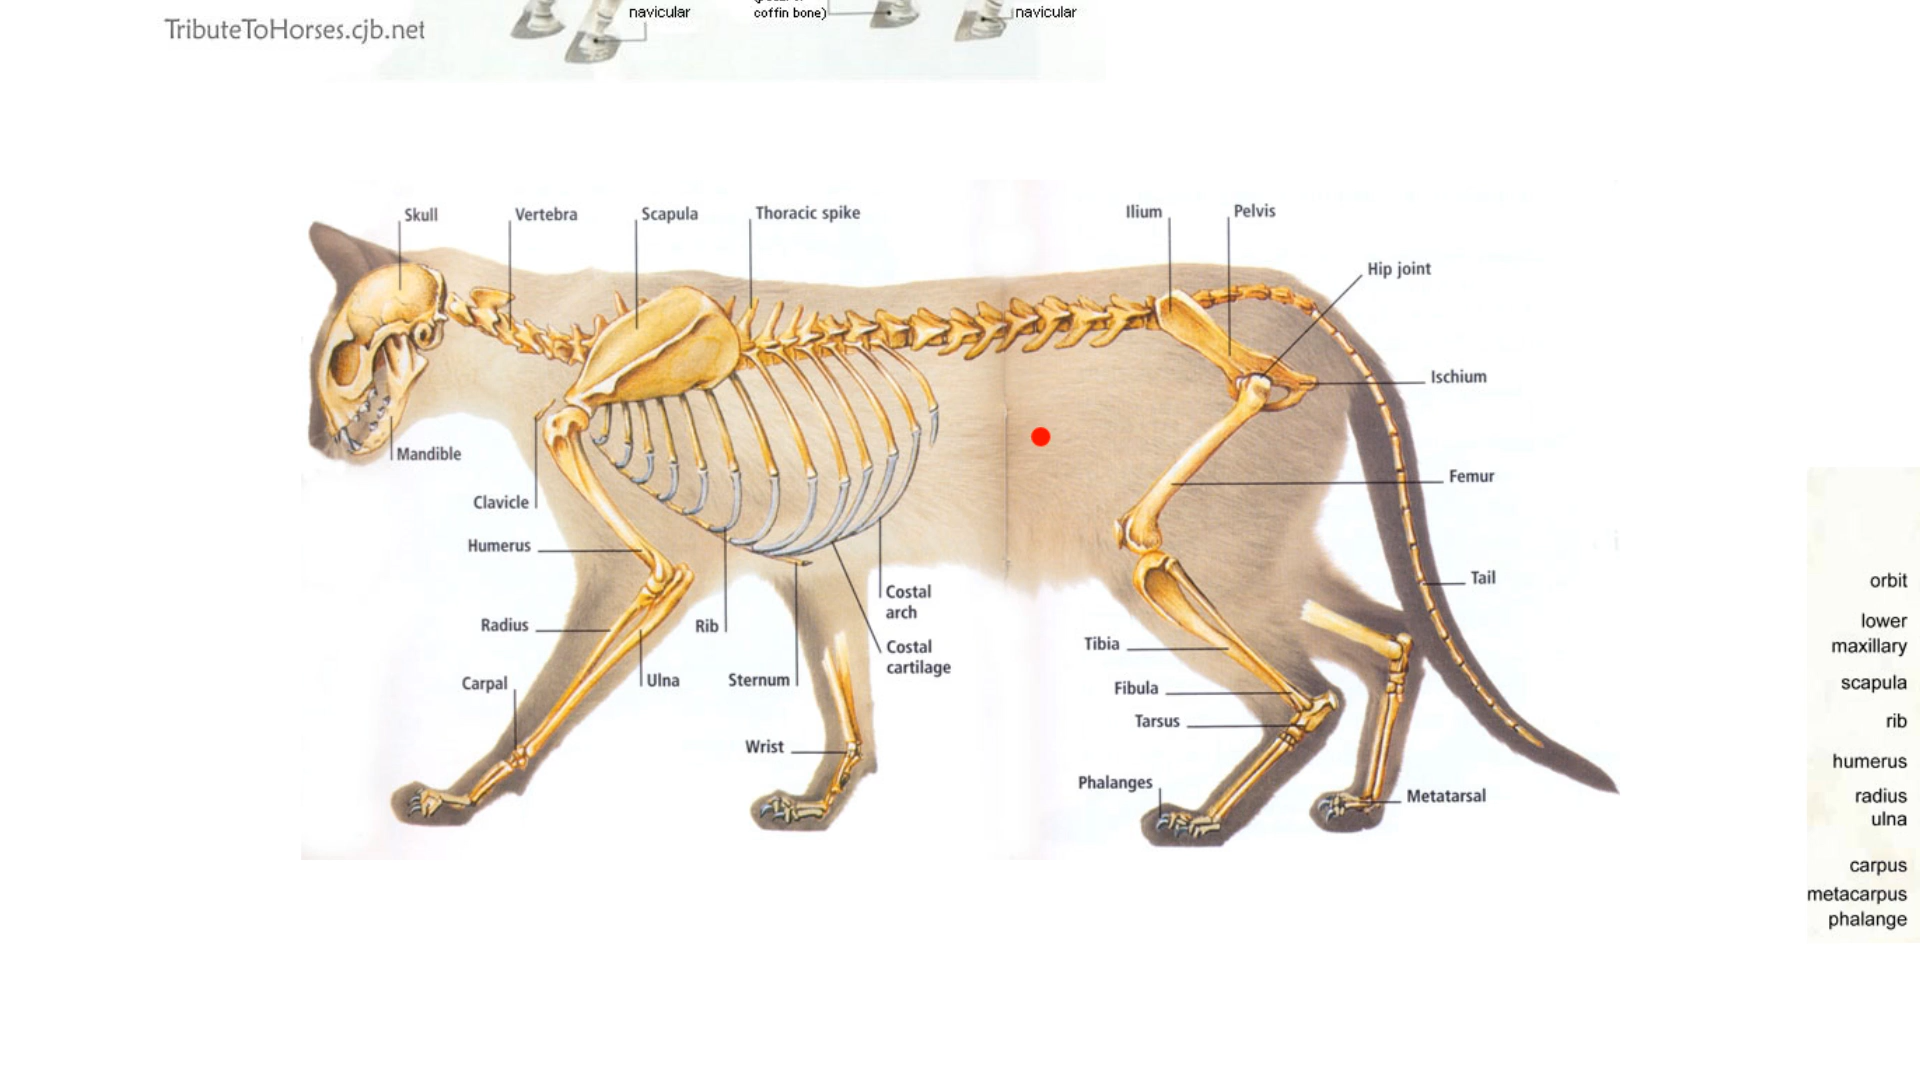 navicular
coffin bone)
navicular
TributeToHorses.cjb.net
Skull
Vertebra
Scapula
Thoracic spike
Ilium
Pelvis
Hip joint
Ischium
Mandible
Femur
Clavicle
Humerus
Tail
Costal
arch
Radius
Rib
Costal
cartilage
Tibia
Carpal
Ulna
Sternum
Fibula
Tarsus
Wrist
Phalanges
Metatarsal
orbit
lower
maxillary
scapula
rib
humerus
radius
ulna
carpus
metacarpus
phalange